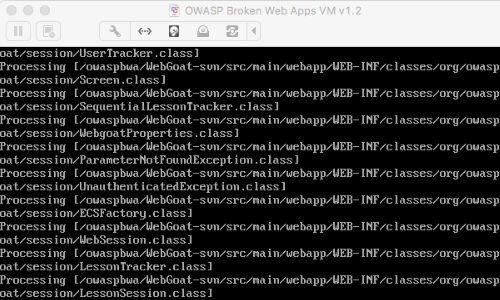 OWASP Broken Web Apps VM v1.2
oat/session/UserTracker.class]
Processing [/owaspbwa/WebGoat-svn/src/main/webapp/WEB-INF/classes/org/owasp
oat/session/Screen.class]
Processing [/owaspbwa/WebGoat-svn/src/main/webapp/WEB-INF/classes/org/owasp
oat/session/SequentialLessonTracker.class]
Processing [/owaspbwa/WebGoat-svn/src/main/webapp/WEB-INF/classes/org/owasp
oat/session/WebgoatProperties.class]
Processing [/owaspbwa/WebGoat-svn/src/main/webapp/WEB-INF/classes/org/owasp
oat/session/ParameterNotFoundException.class]
Processing [/owaspbwa/WebGoat-svn/src/main/webapp/WEB-INF/classes/org/owasp
oat/session/UnauthenticatedException.class]
Processing [/owaspbwa/WebGoat-svn/src/main/webapp/WEB-INF/classes/org/owasp
oat/session/ECSFactory.class]
Processing [/owaspbwa/WebGoat-svn/src/main/webapp/WEB-INF/classes/org/owasp
oat/session/WebSession.class]
Processing [/owaspbwa/WebGoat-svn/src/main/webapp/WEB-INF/classes/org/owasp
oat/session/LessonTracker.class]
Processing [/owaspbwa/WebGoat-svn/src/main/webapp/WEB-INF/classes/org/owasp
oat/session/LessonSession.class]